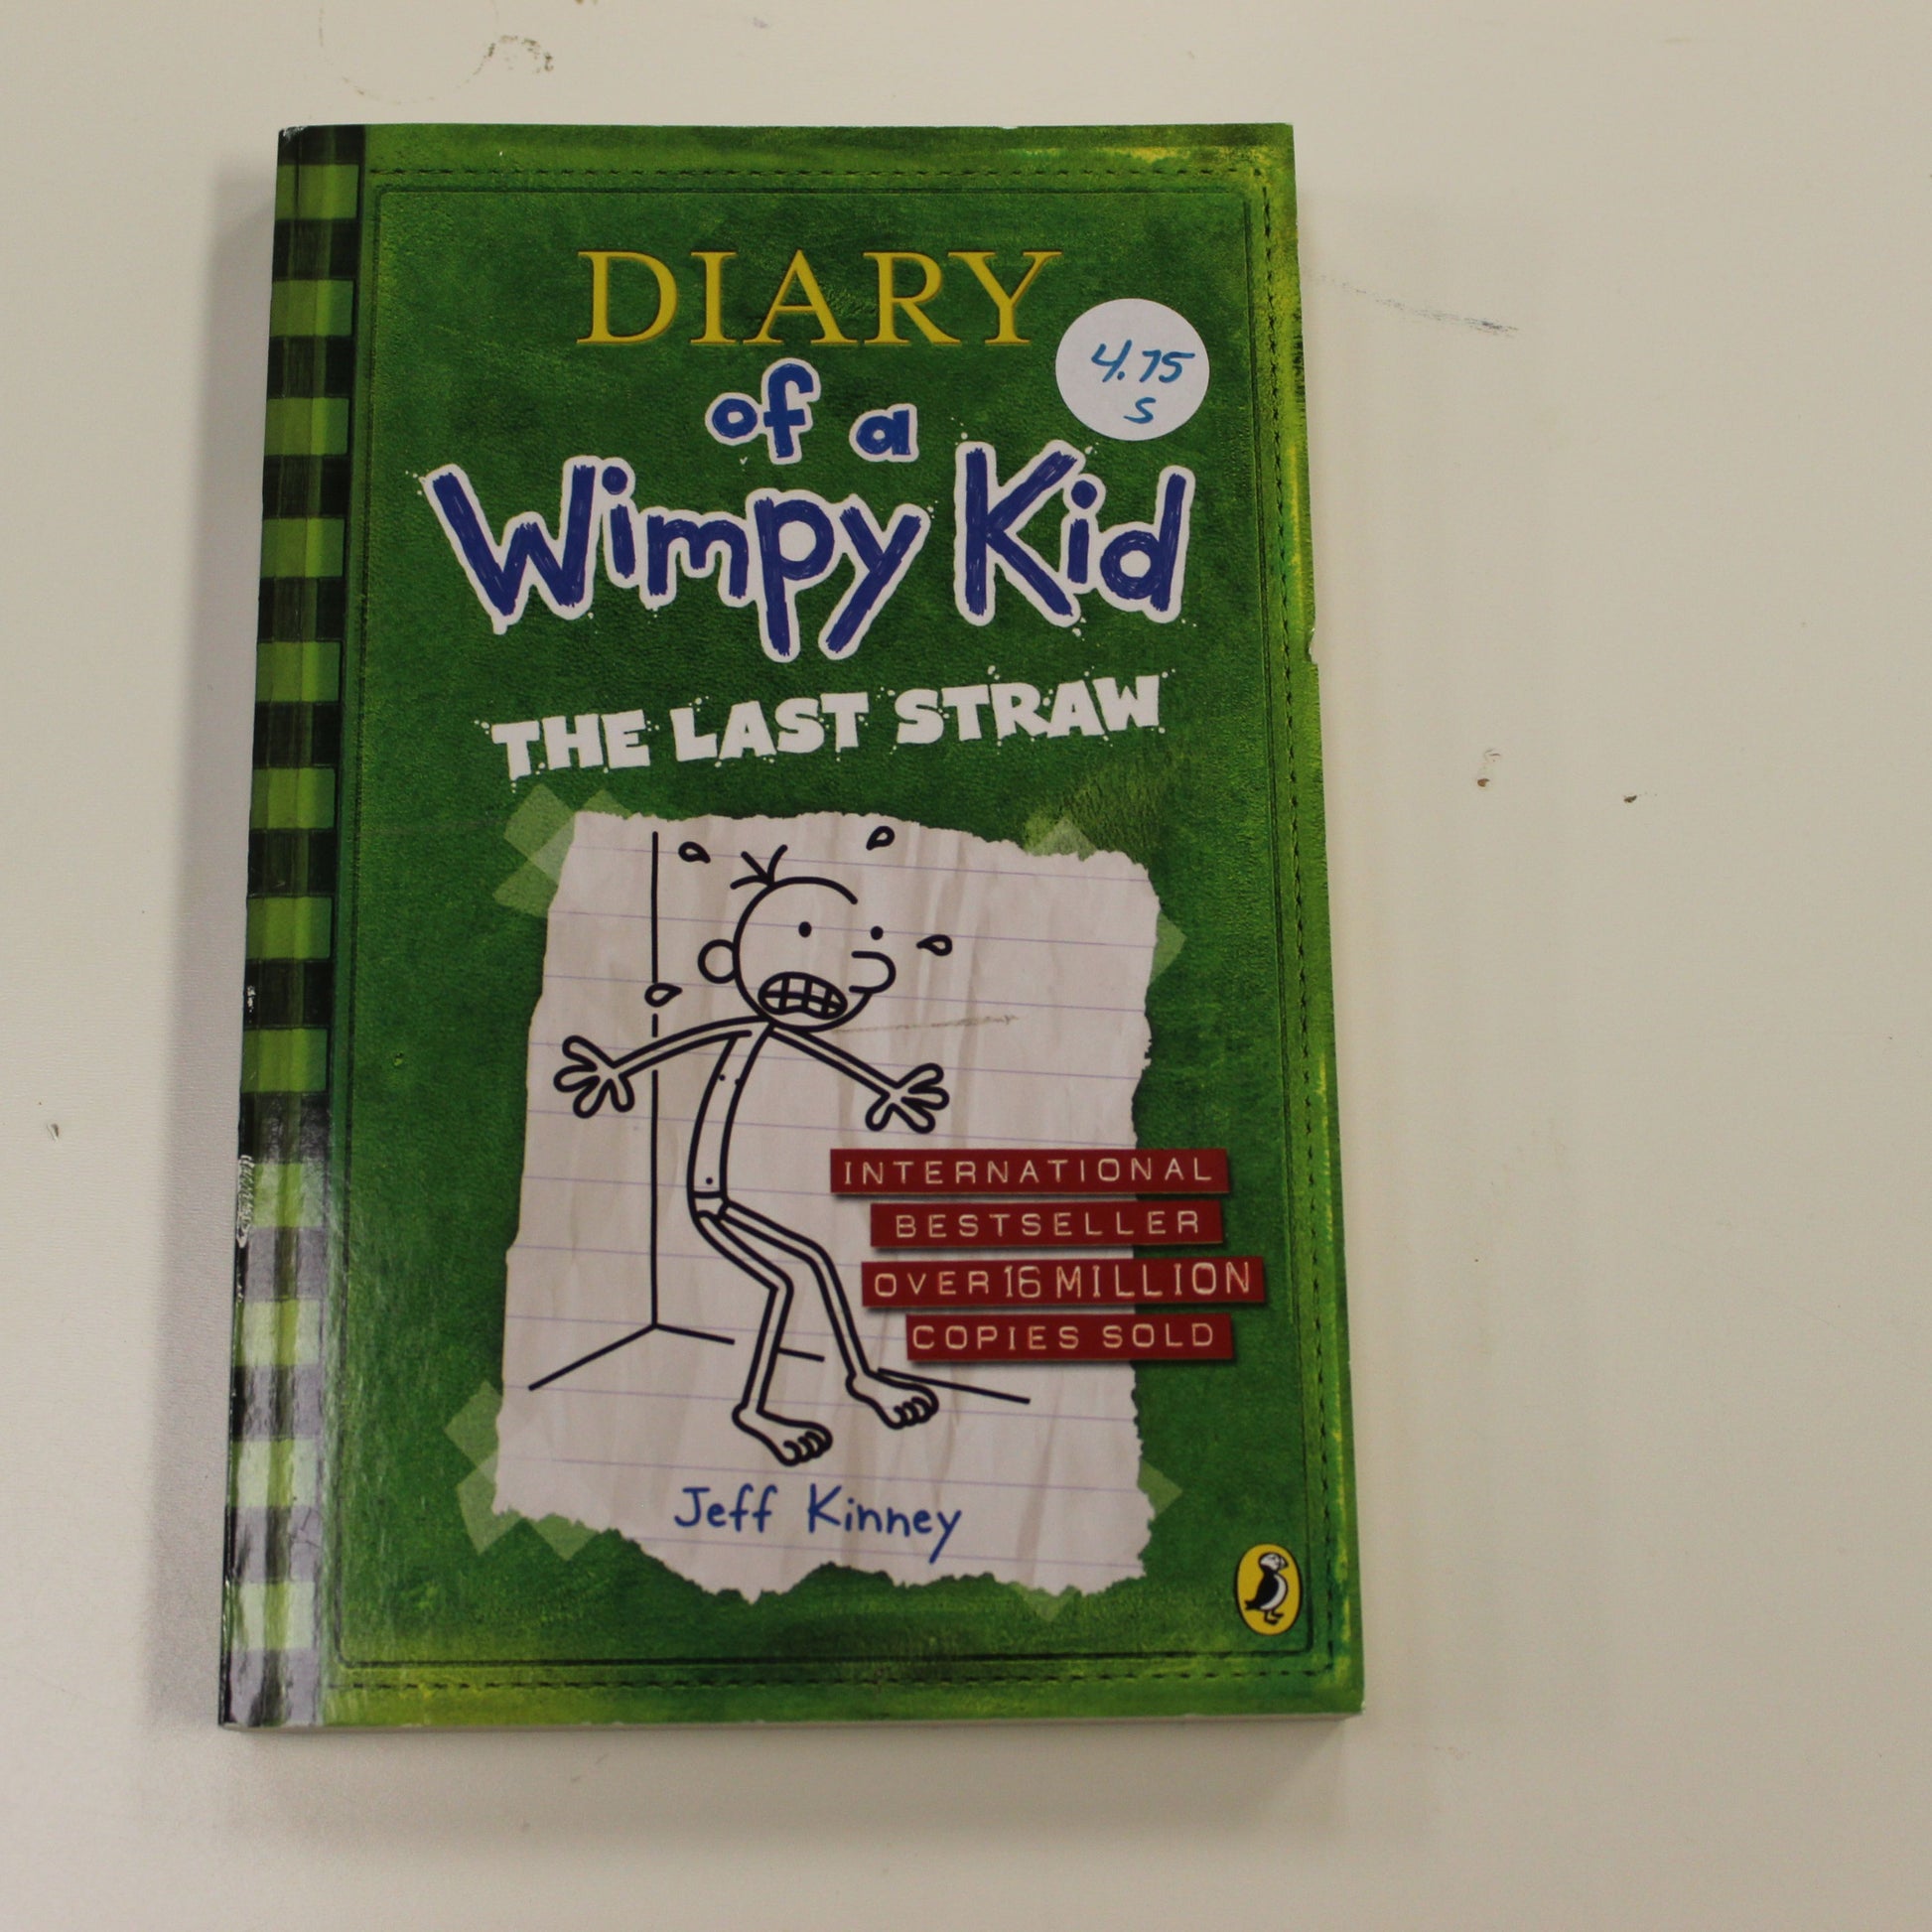 DIARY
4.75
S
of a
Wimpy Kid
THE LAST STRAW
INTERNATIONAL
BESTSELLER
OVER 16 MILLION
COPIES SOLD
Jeff Kinney